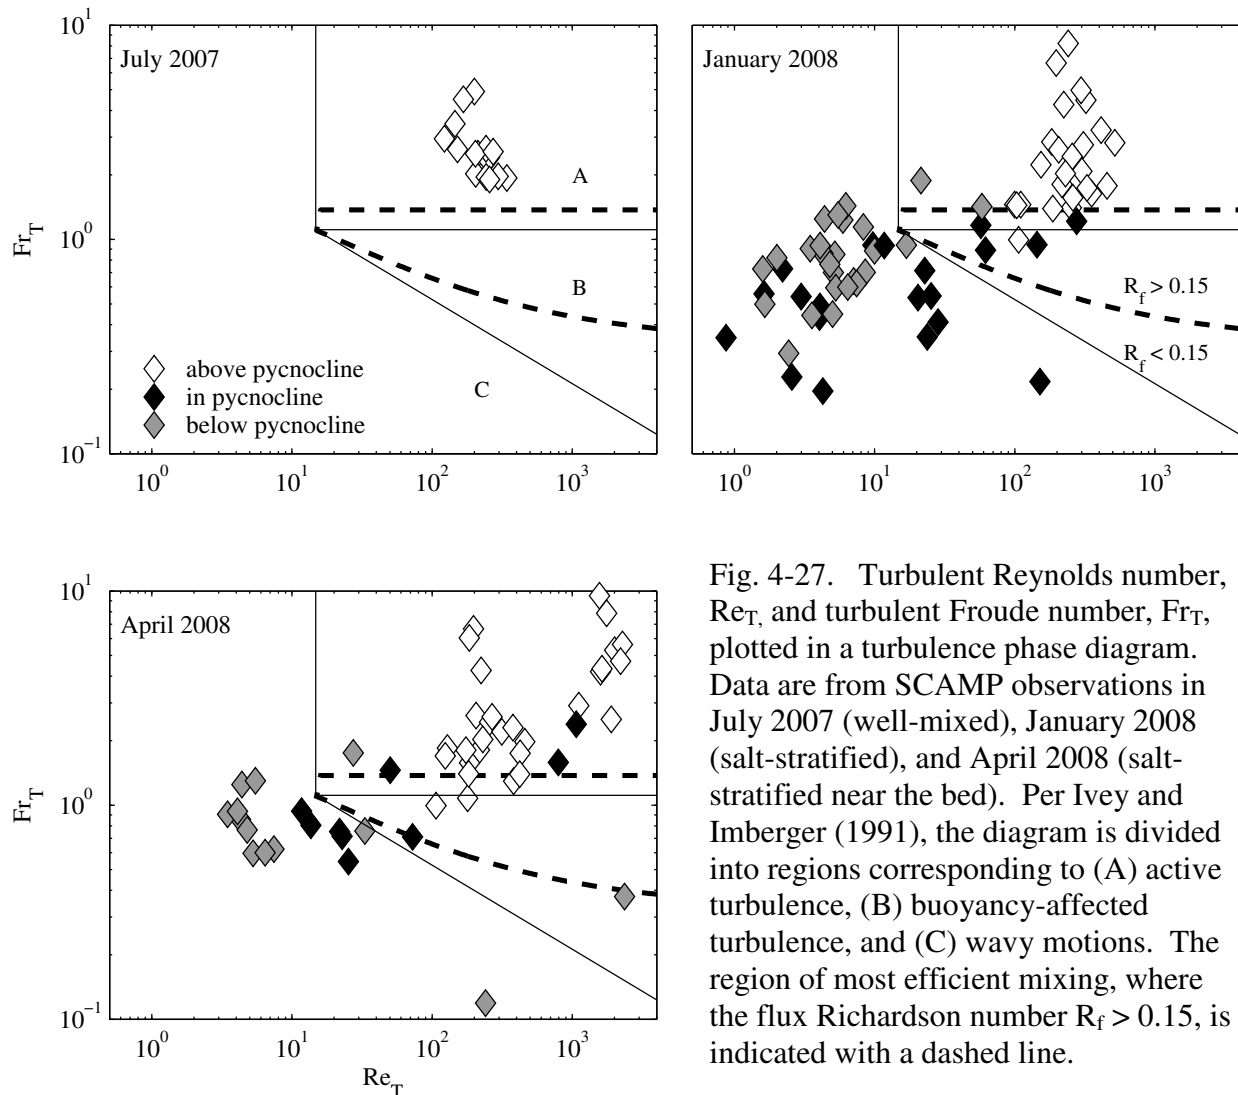 10^1
10^0
10^-1
Fr_T
July 2007
A
B
C
above pycnocline
in pycnocline
below pycnocline
10^0 10^1 10^2 10^3
January 2008
R_f > 0.15
R_f < 0.15
10^0 10^1 10^2 10^3
10^1
10^0
10^-1
Fr_T
April 2008
10^0 10^1 10^2 10^3
Re_T
Fig. 4-27. Turbulent Reynolds number,
Re_T, and turbulent Froude number, Fr_T,
plotted in a turbulence phase diagram.
Data are from SCAMP observations in
July 2007 (well-mixed), January 2008
(salt-stratified), and April 2008 (salt-
stratified near the bed). Per Ivey and
Imberger (1991), the diagram is divided
into regions corresponding to (A) active
turbulence, (B) buoyancy-affected
turbulence, and (C) wavy motions. The
region of most efficient mixing, where
the flux Richardson number R_f > 0.15, is
indicated with a dashed line.